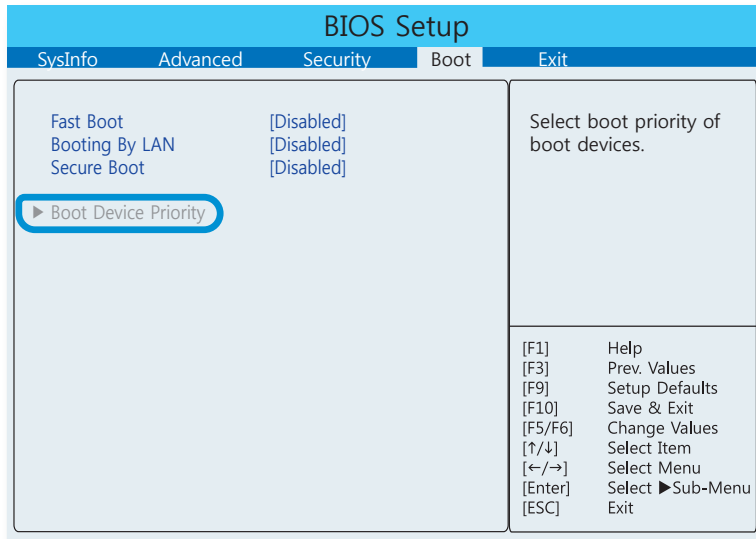 BIOS Setup
SysInfo Advanced Security Boot Exit
Fast Boot [Disabled]
Booting By LAN [Disabled]
Secure Boot [Disabled]
▶ Boot Device Priority
Select boot priority of
boot devices.
[F1] Help
[F3] Prev. Values
[F9] Setup Defaults
[F10] Save & Exit
[F5/F6] Change Values
[↑/↓] Select Item
[←/→] Select Menu
[Enter] Select ▶Sub-Menu
[ESC] Exit